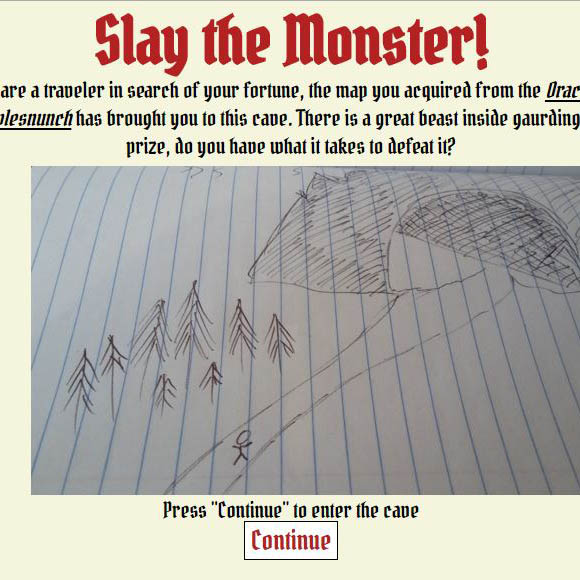 Slay the Monster!
are a traveler in search of your fortune, the map you acquired from the Orac
lesnunch has brought you to this cave. There is a great beast inside gaurding
prize, do you have what it takes to defeat it?
Press "Continue" to enter the cave
Continue